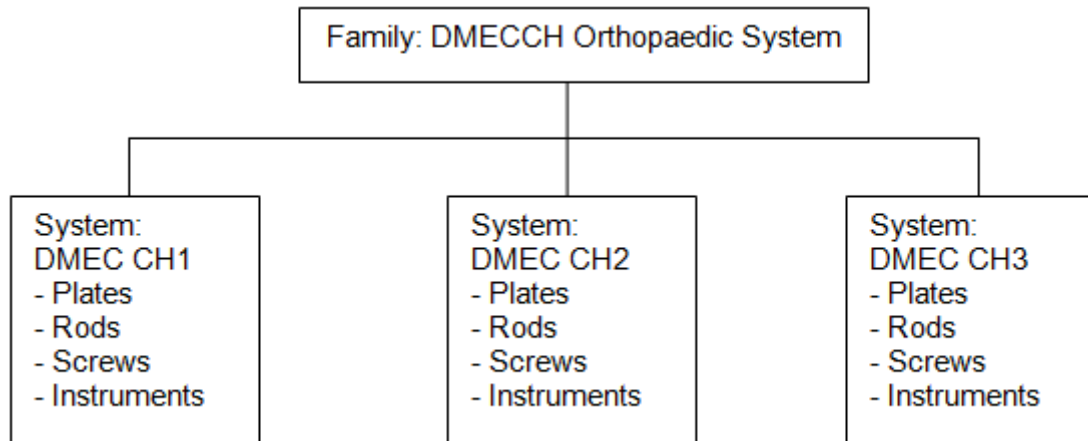 Family: DMECCH Orthopaedic System
System:
DMEC CH1
- Plates
- Rods
- Screws
- Instruments
System:
DMEC CH2
- Plates
- Rods
- Screws
- Instruments
System:
DMEC CH3
- Plates
- Rods
- Screws
- Instruments